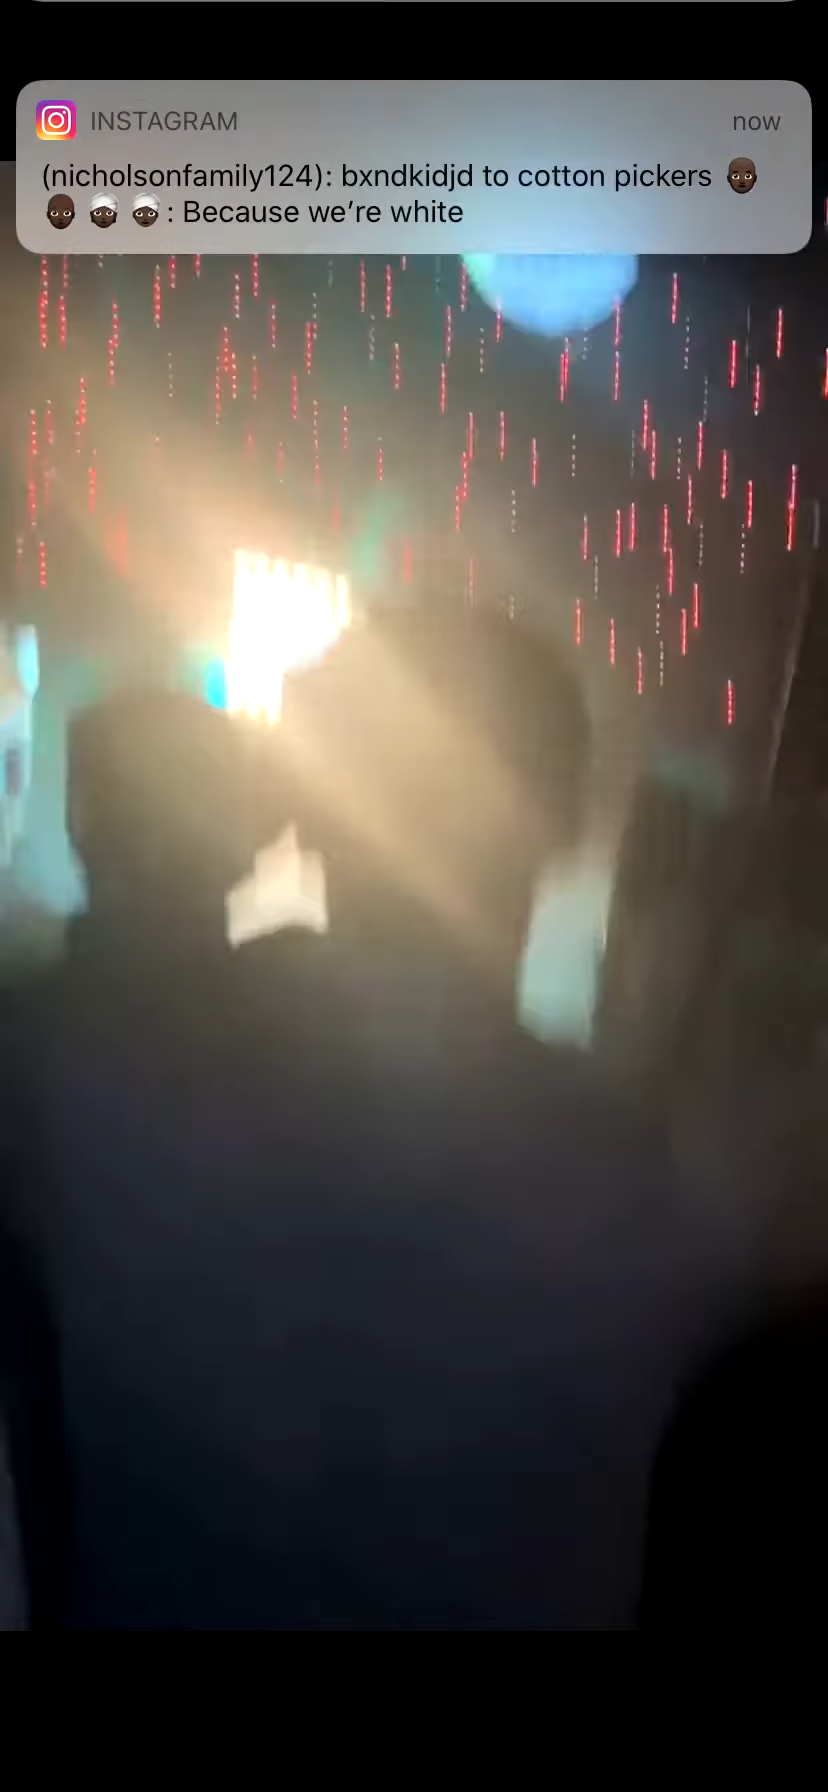 INSTAGRAM now
(nicholsonfamily124): bxndkidjd to cotton pickers 👨🏿‍🦲
👨🏿‍🦲 👳🏿‍♀️ 👳🏿‍♀️ : Because we’re white